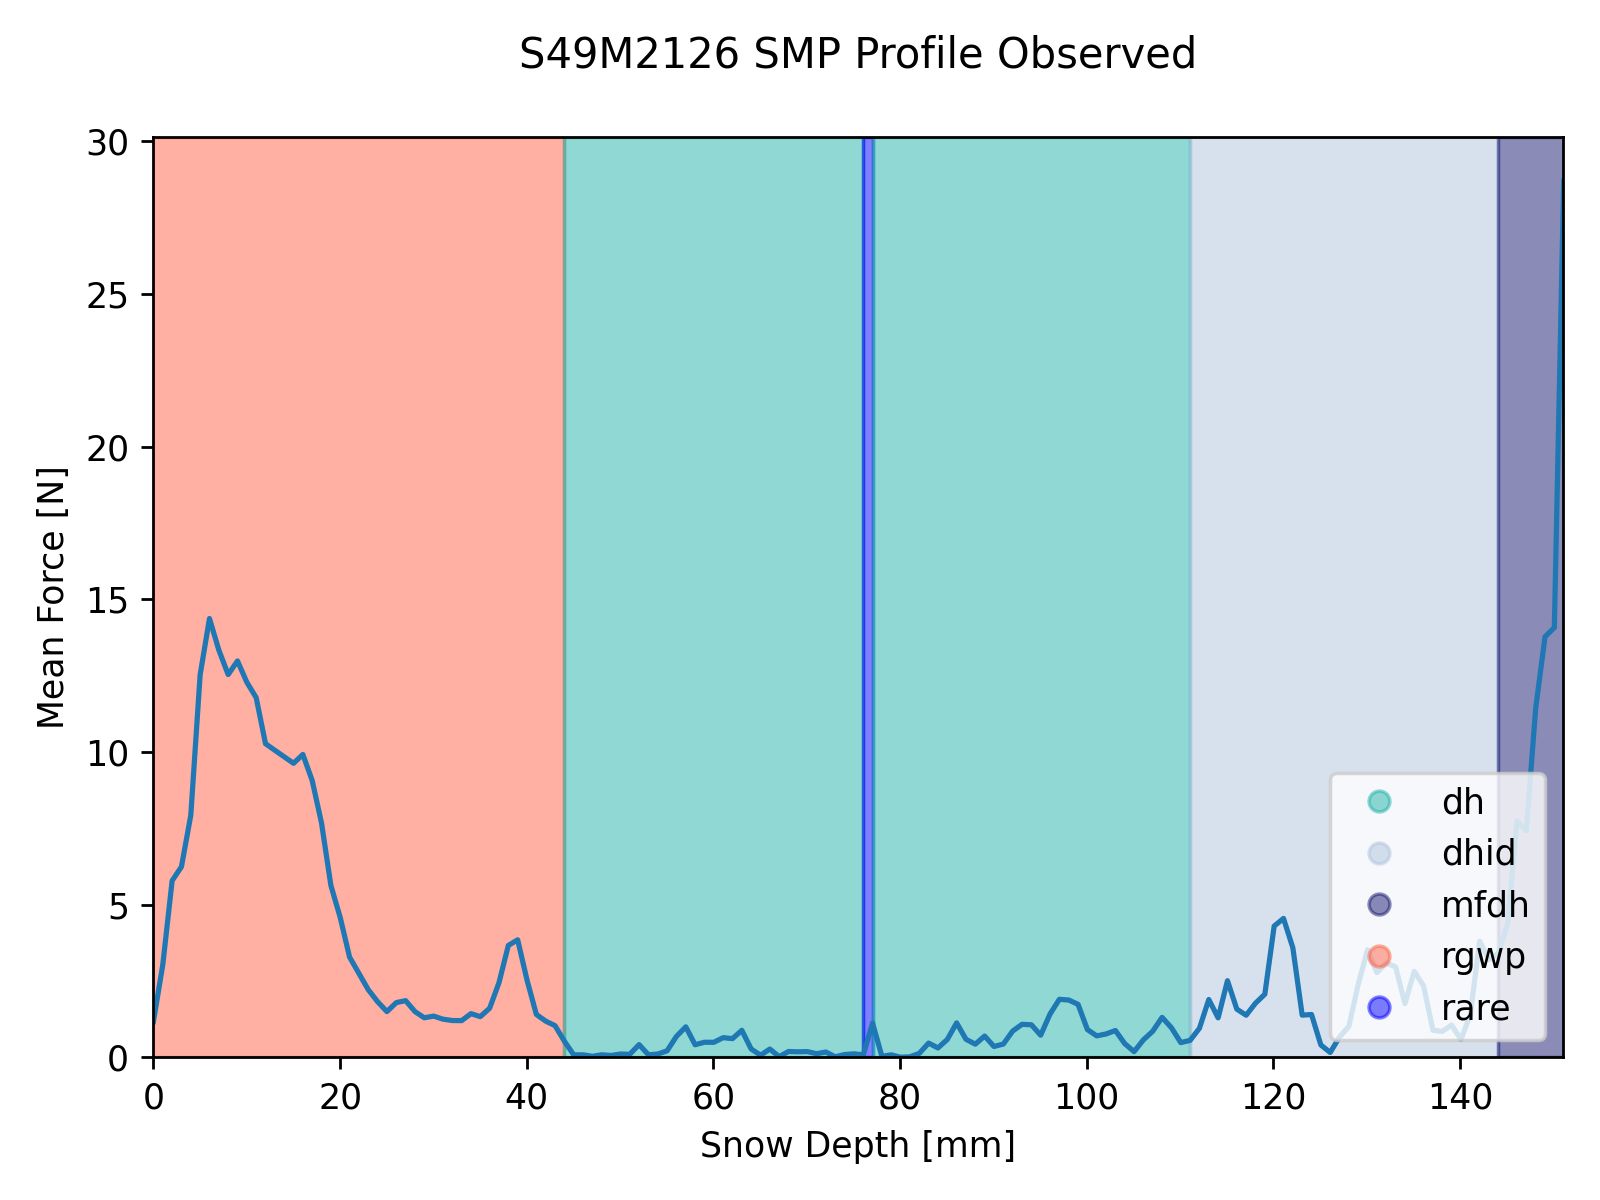 S49M2126 SMP Profile Observed
30
25
20
15
10
5
0
Mean Force [N]
dh
dhid
mfdh
rgwp
rare
0 20 40 60 80 100 120 140
Snow Depth [mm]